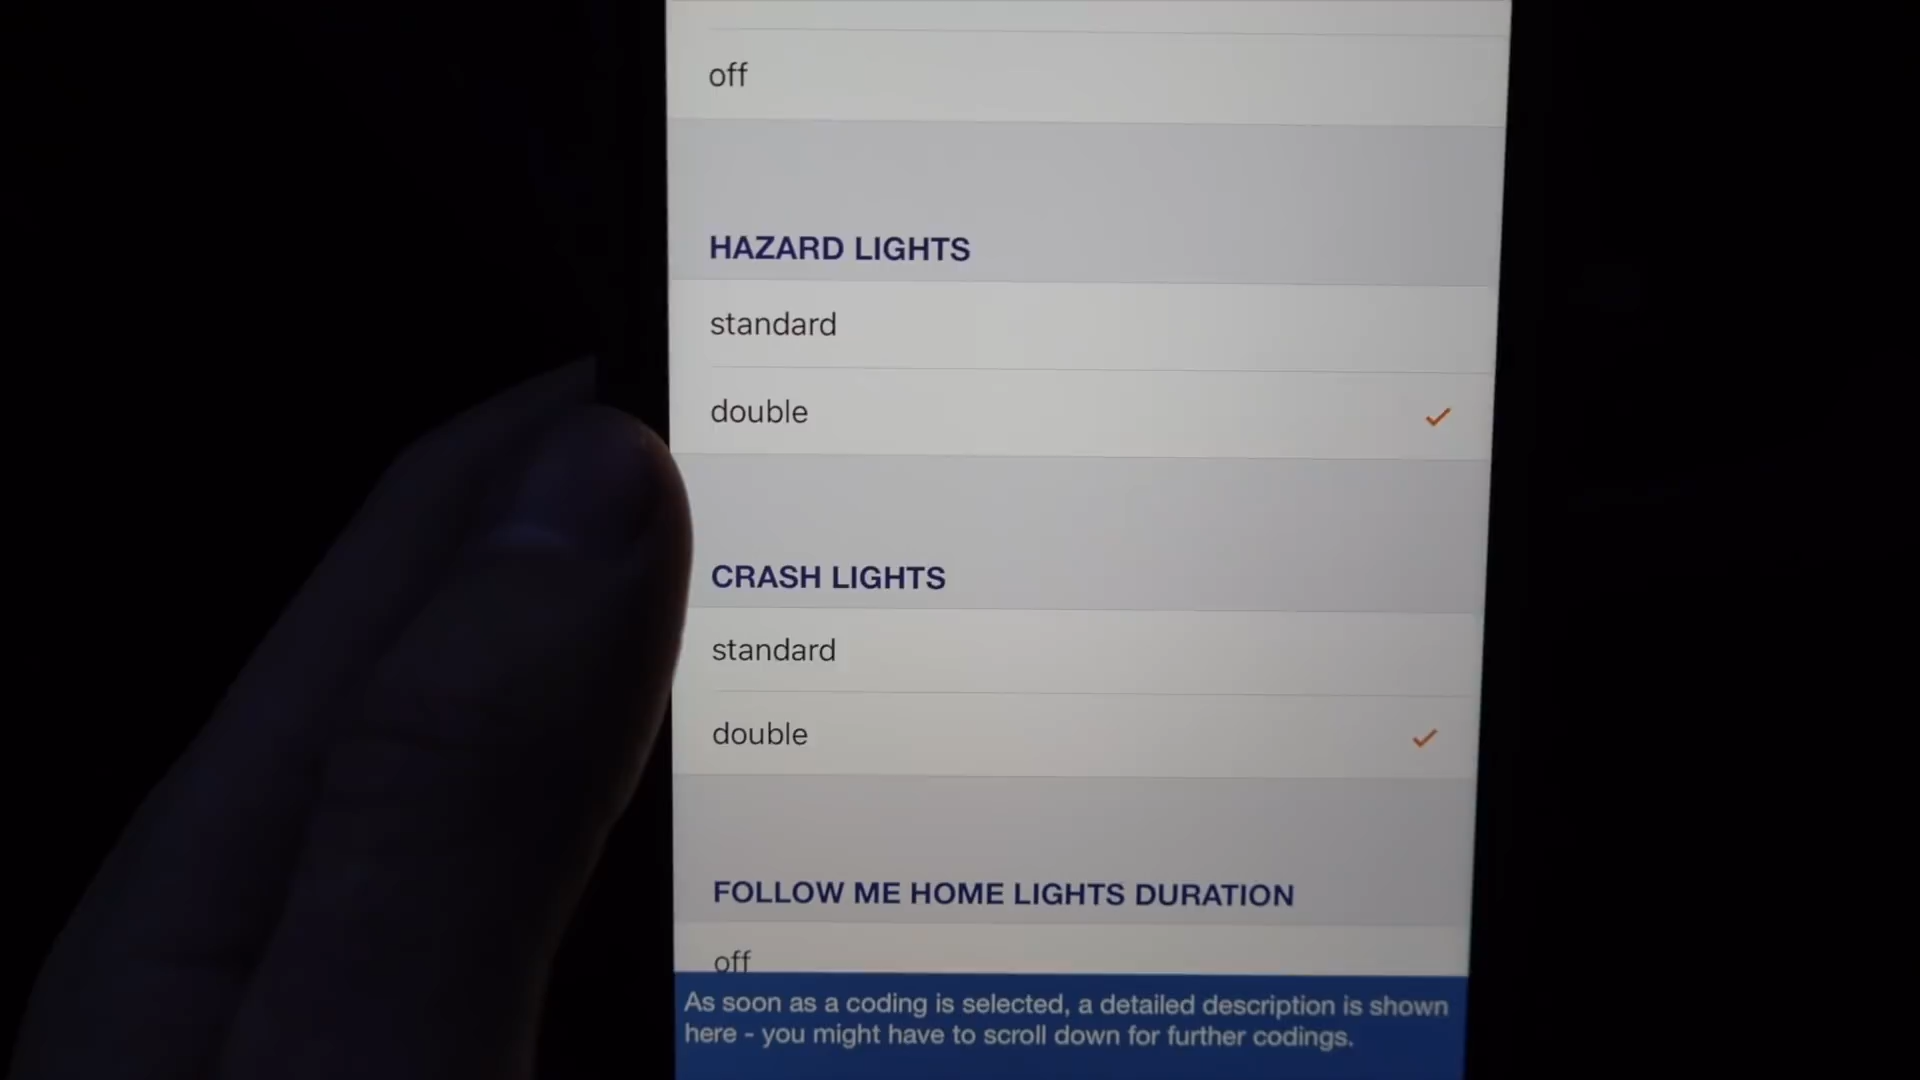 off
HAZARD LIGHTS
standard
double
CRASH LIGHTS
standard
double
FOLLOW ME HOME LIGHTS DURATION
off
As soon as a coding is selected, a detailed description is shown
here - you might have to scroll down for further codings.